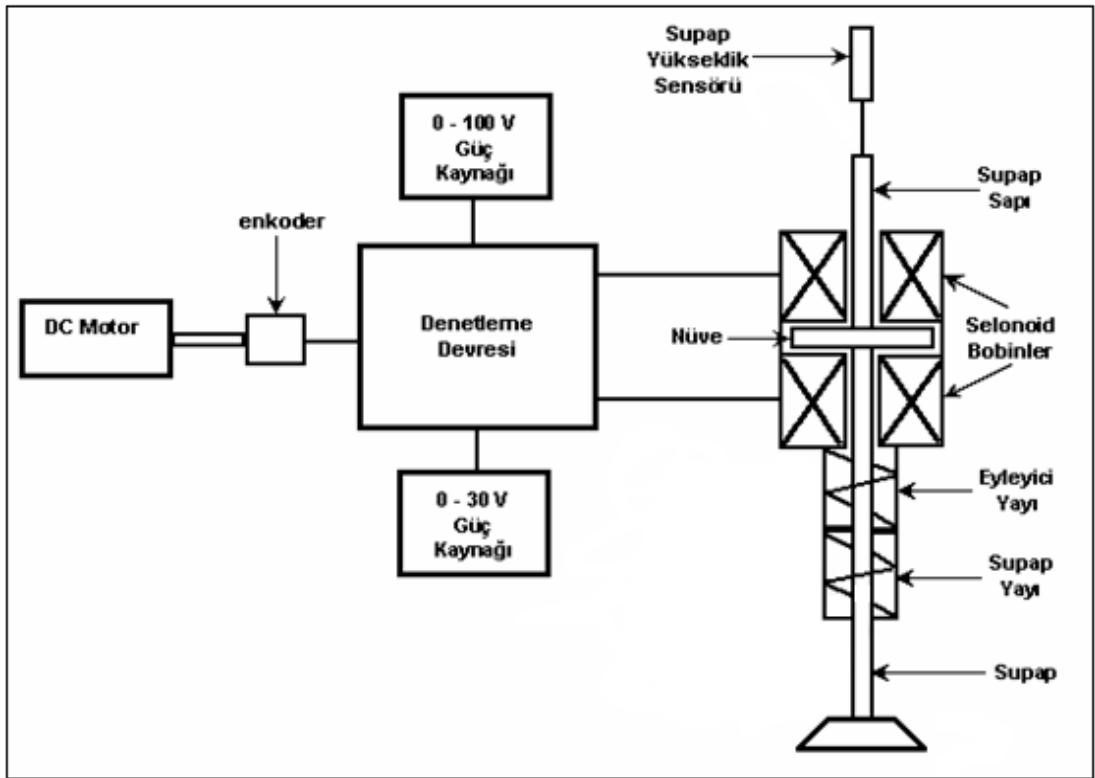 Supap
Yükseklik
Sensörü
0 - 100 V
Güç
Kaynağı
Supap
Sapı
enkoder
DC Motor
Denetleme
Devresi
Nüve
Selonoid
Bobinler
0 - 30 V
Güç
Kaynağı
Eyleyici
Yayı
Supap
Yayı
Supap